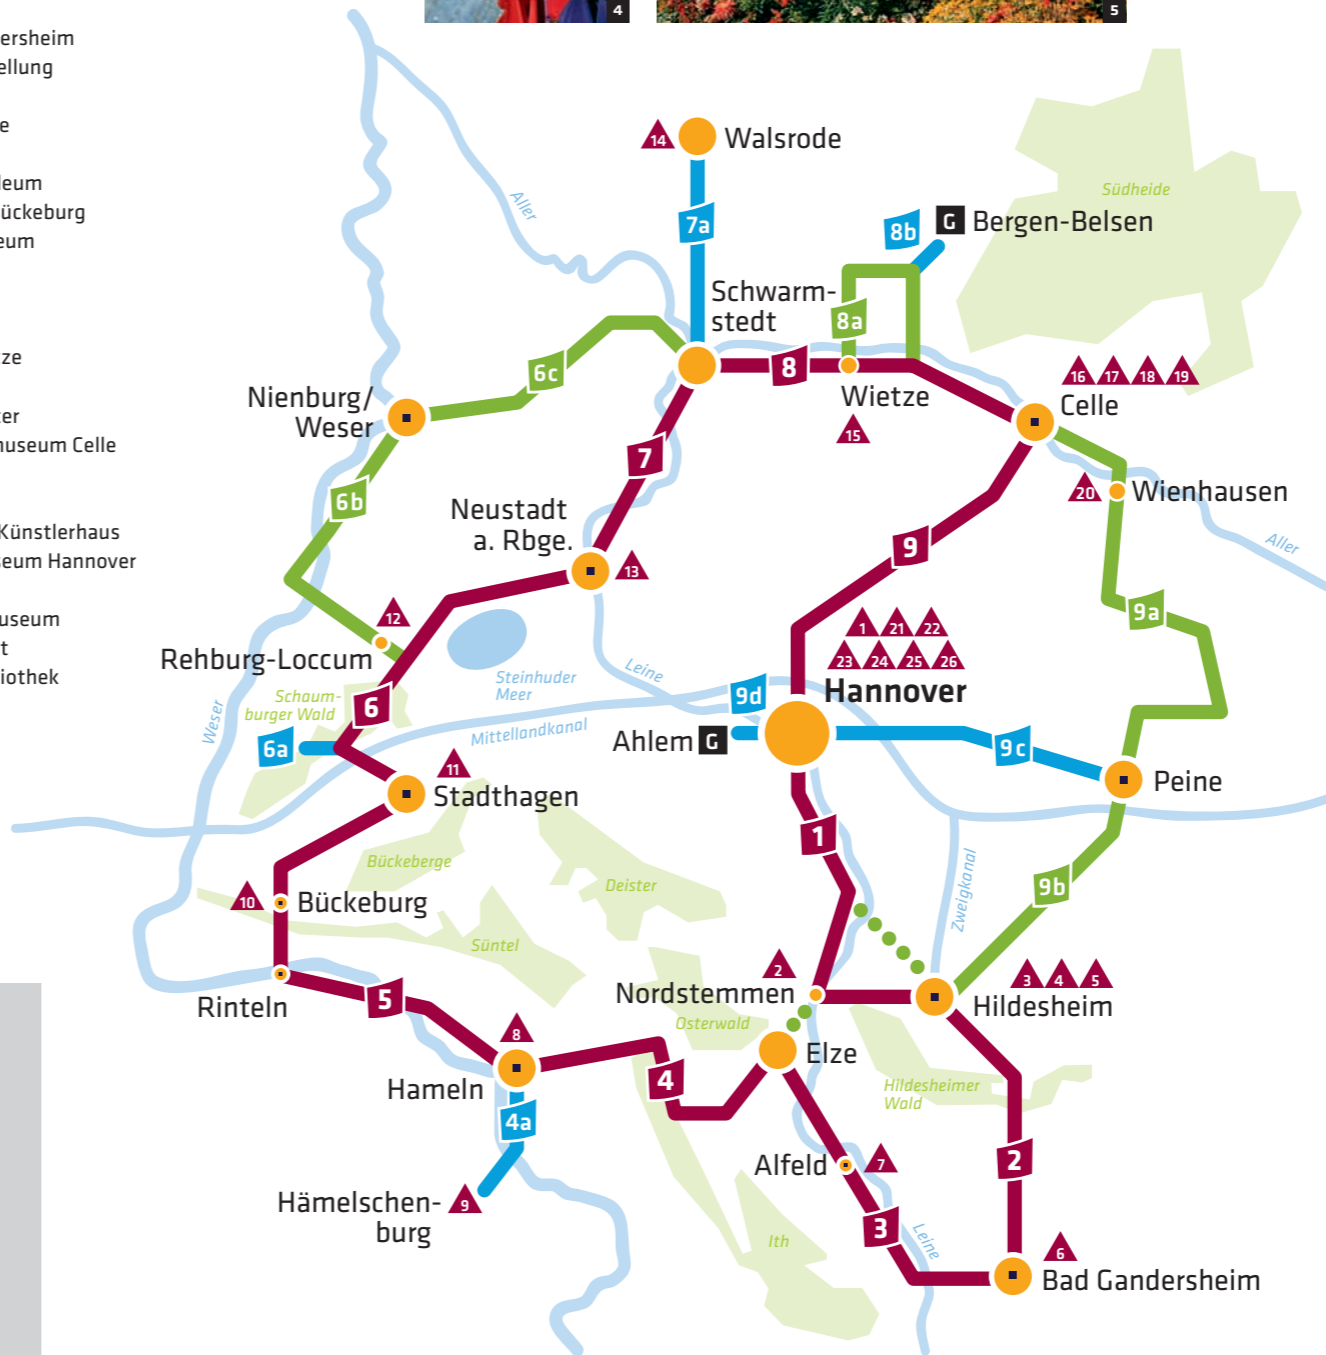 4
5
ersheim
ellung
e
leum
ückeburg
eum
ze
ter
nuseum Celle
Künstlerhaus
seum Hannover
useum
t
iothek
14
Walsrode
Aller
7a
8b
G
Bergen-Belsen
Südheide
Schwarm-
stedt
8a
6c
8
Wietze
15
16
17
18
19
Celle
Nienburg/
Weser
7
6b
20
Wienhausen
Neustadt
a. Rbge.
13
9
Aller
12
Rehburg-Loccum
9a
1
21
22
23
24
25
26
Hannover
Steinhuder
Meer
Leine
Schaum-
burger Wald
6
Weser
6a
Mittellandkanal
9d
Ahlem
G
9c
Peine
11
Stadthagen
1
Bückeberge
Deister
Zweigkanal
9b
10
Bückeburg
Süntel
2
Nordstemmen
3
4
5
Hildesheim
Rinteln
5
Osterwald
8
Hameln
4
Elze
Hildesheimer
Wald
4a
Alfeld
7
2
Hämelschen-
burg
9
3
Leine
Ith
6
Bad Gandersheim